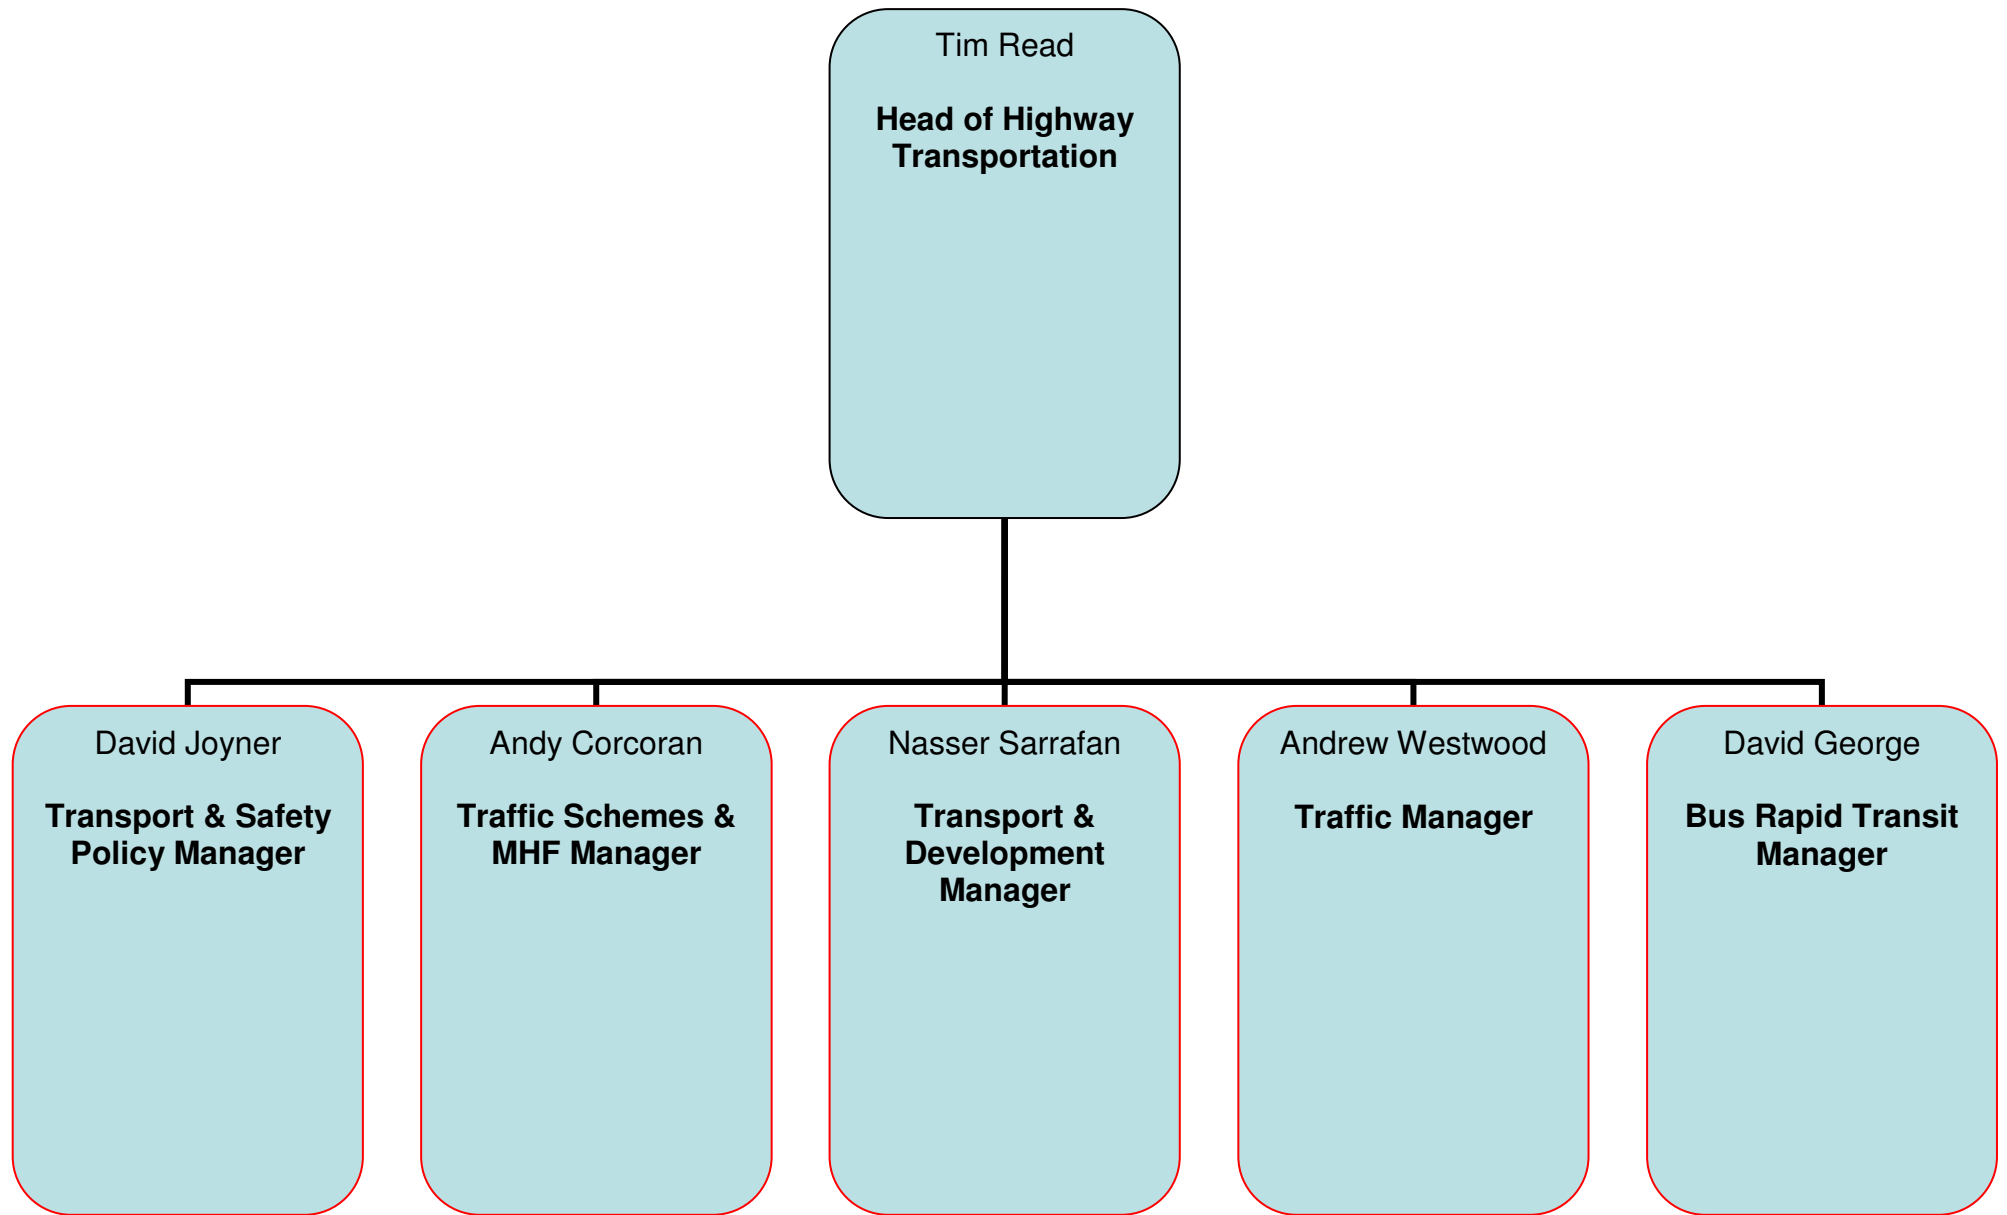 Tim Read
Head of Highway
Transportation
David Joyner
Transport & Safety
Policy Manager
Andy Corcoran
Traffic Schemes &
MHF Manager
Nasser Sarrafan
Transport &
Development
Manager
Andrew Westwood
Traffic Manager
David George
Bus Rapid Transit
Manager